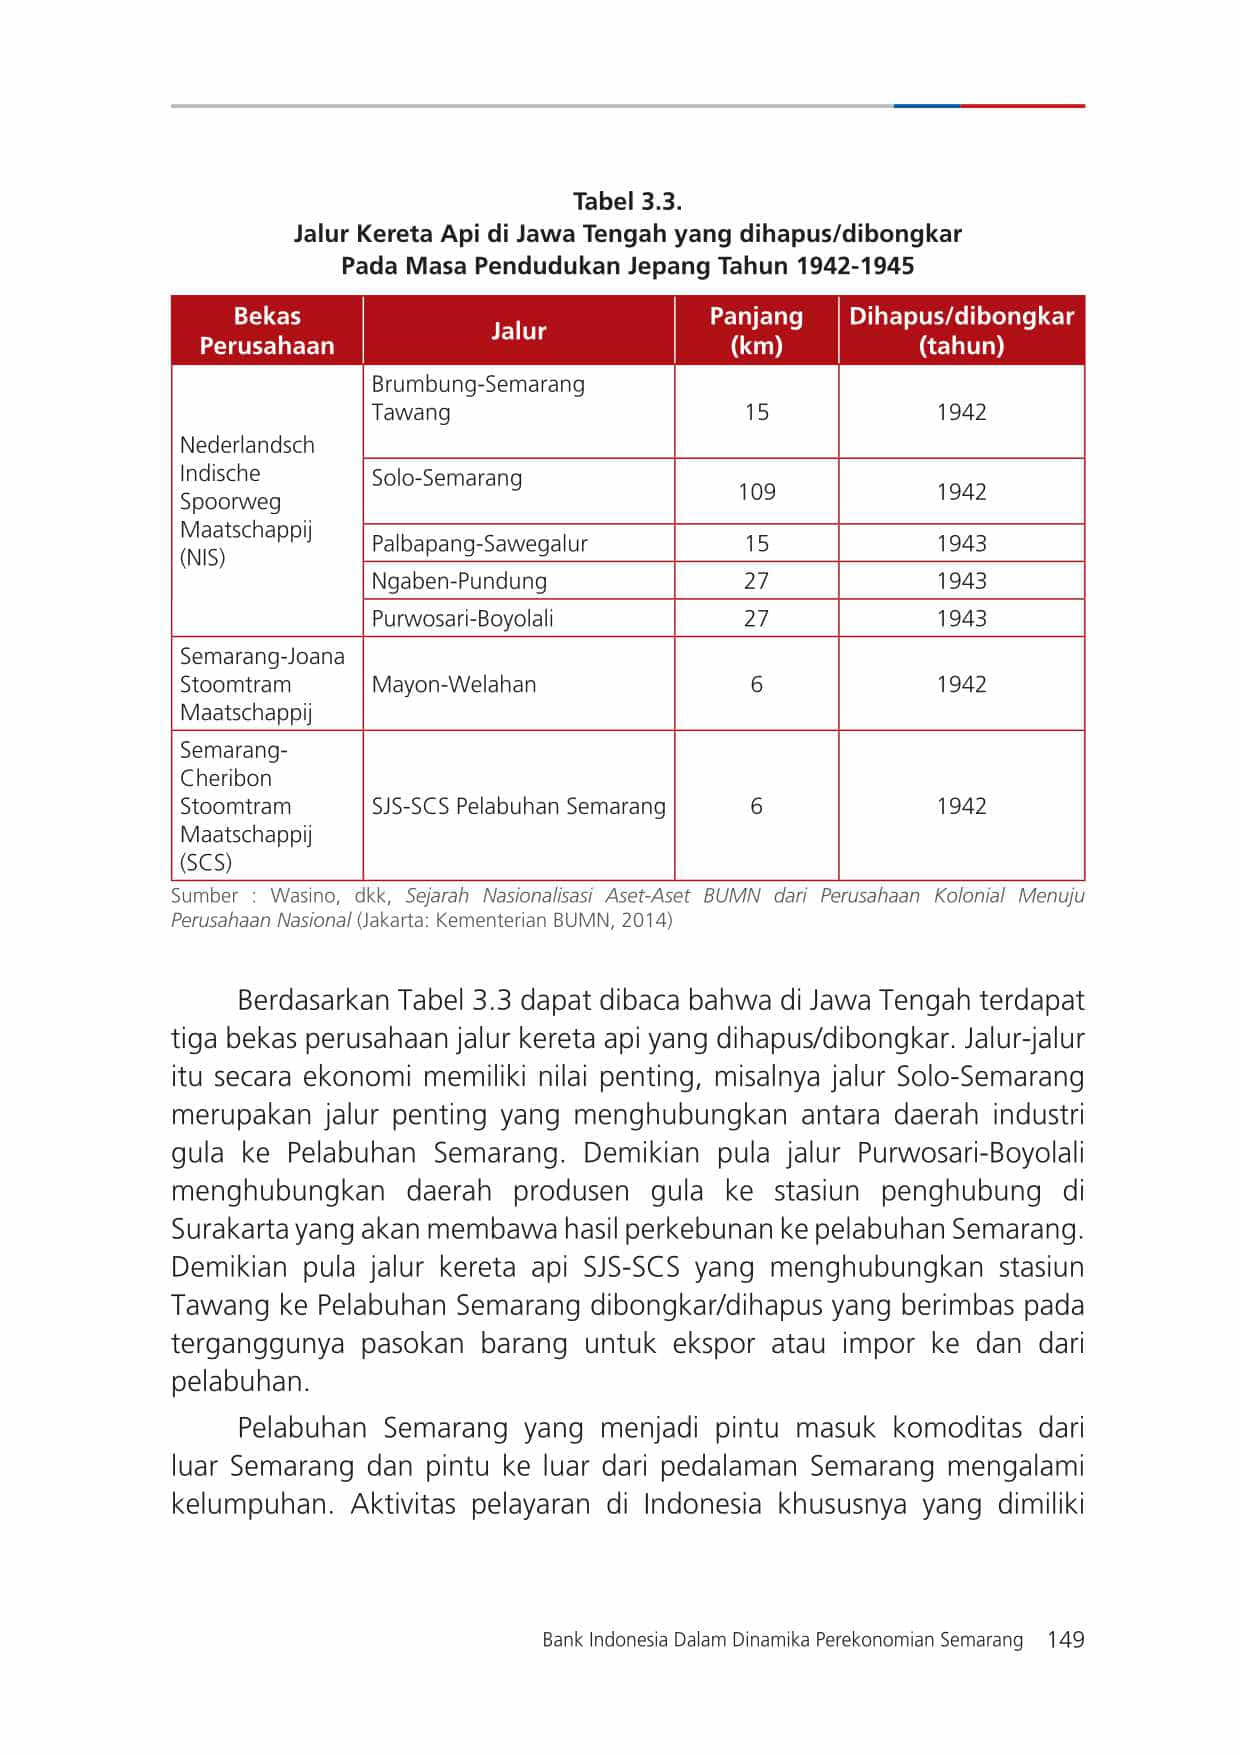 Tabel 3.3.
Jalur Kereta Api di Jawa Tengah yang dihapus/dibongkar
Pada Masa Pendudukan Jepang Tahun 1942-1945
Bekas
Perusahaan
Jalur
Panjang
(km)
Dihapus/dibongkar
(tahun)
Nederlandsch
Indische
Spoorweg
Maatschappij
(NIS)
Brumbung-Semarang
Tawang
15
1942
Solo-Semarang
109
1942
Palbapang-Sawegalur
15
1943
Ngaben-Pundung
27
1943
Purwosari-Boyolali
27
1943
Semarang-Joana
Stoomtram
Maatschappij
Mayon-Welahan
6
1942
Semarang-
Cheribon
Stoomtram
Maatschappij
(SCS)
SJS-SCS Pelabuhan Semarang
6
1942
Sumber : Wasino, dkk, Sejarah Nasionalisasi Aset-Aset BUMN dari Perusahaan Kolonial Menuju
Perusahaan Nasional (Jakarta: Kementerian BUMN, 2014)
Berdasarkan Tabel 3.3 dapat dibaca bahwa di Jawa Tengah terdapat
tiga bekas perusahaan jalur kereta api yang dihapus/dibongkar. Jalur-jalur
itu secara ekonomi memiliki nilai penting, misalnya jalur Solo-Semarang
merupakan jalur penting yang menghubungkan antara daerah industri
gula ke Pelabuhan Semarang. Demikian pula jalur Purwosari-Boyolali
menghubungkan daerah produsen gula ke stasiun penghubung di
Surakarta yang akan membawa hasil perkebunan ke pelabuhan Semarang.
Demikian pula jalur kereta api SJS-SCS yang menghubungkan stasiun
Tawang ke Pelabuhan Semarang dibongkar/dihapus yang berimbas pada
terganggunya pasokan barang untuk ekspor atau impor ke dan dari
pelabuhan.
Pelabuhan Semarang yang menjadi pintu masuk komoditas dari
luar Semarang dan pintu ke luar dari pedalaman Semarang mengalami
kelumpuhan. Aktivitas pelayaran di Indonesia khususnya yang dimiliki
Bank Indonesia Dalam Dinamika Perekonomian Semarang 149